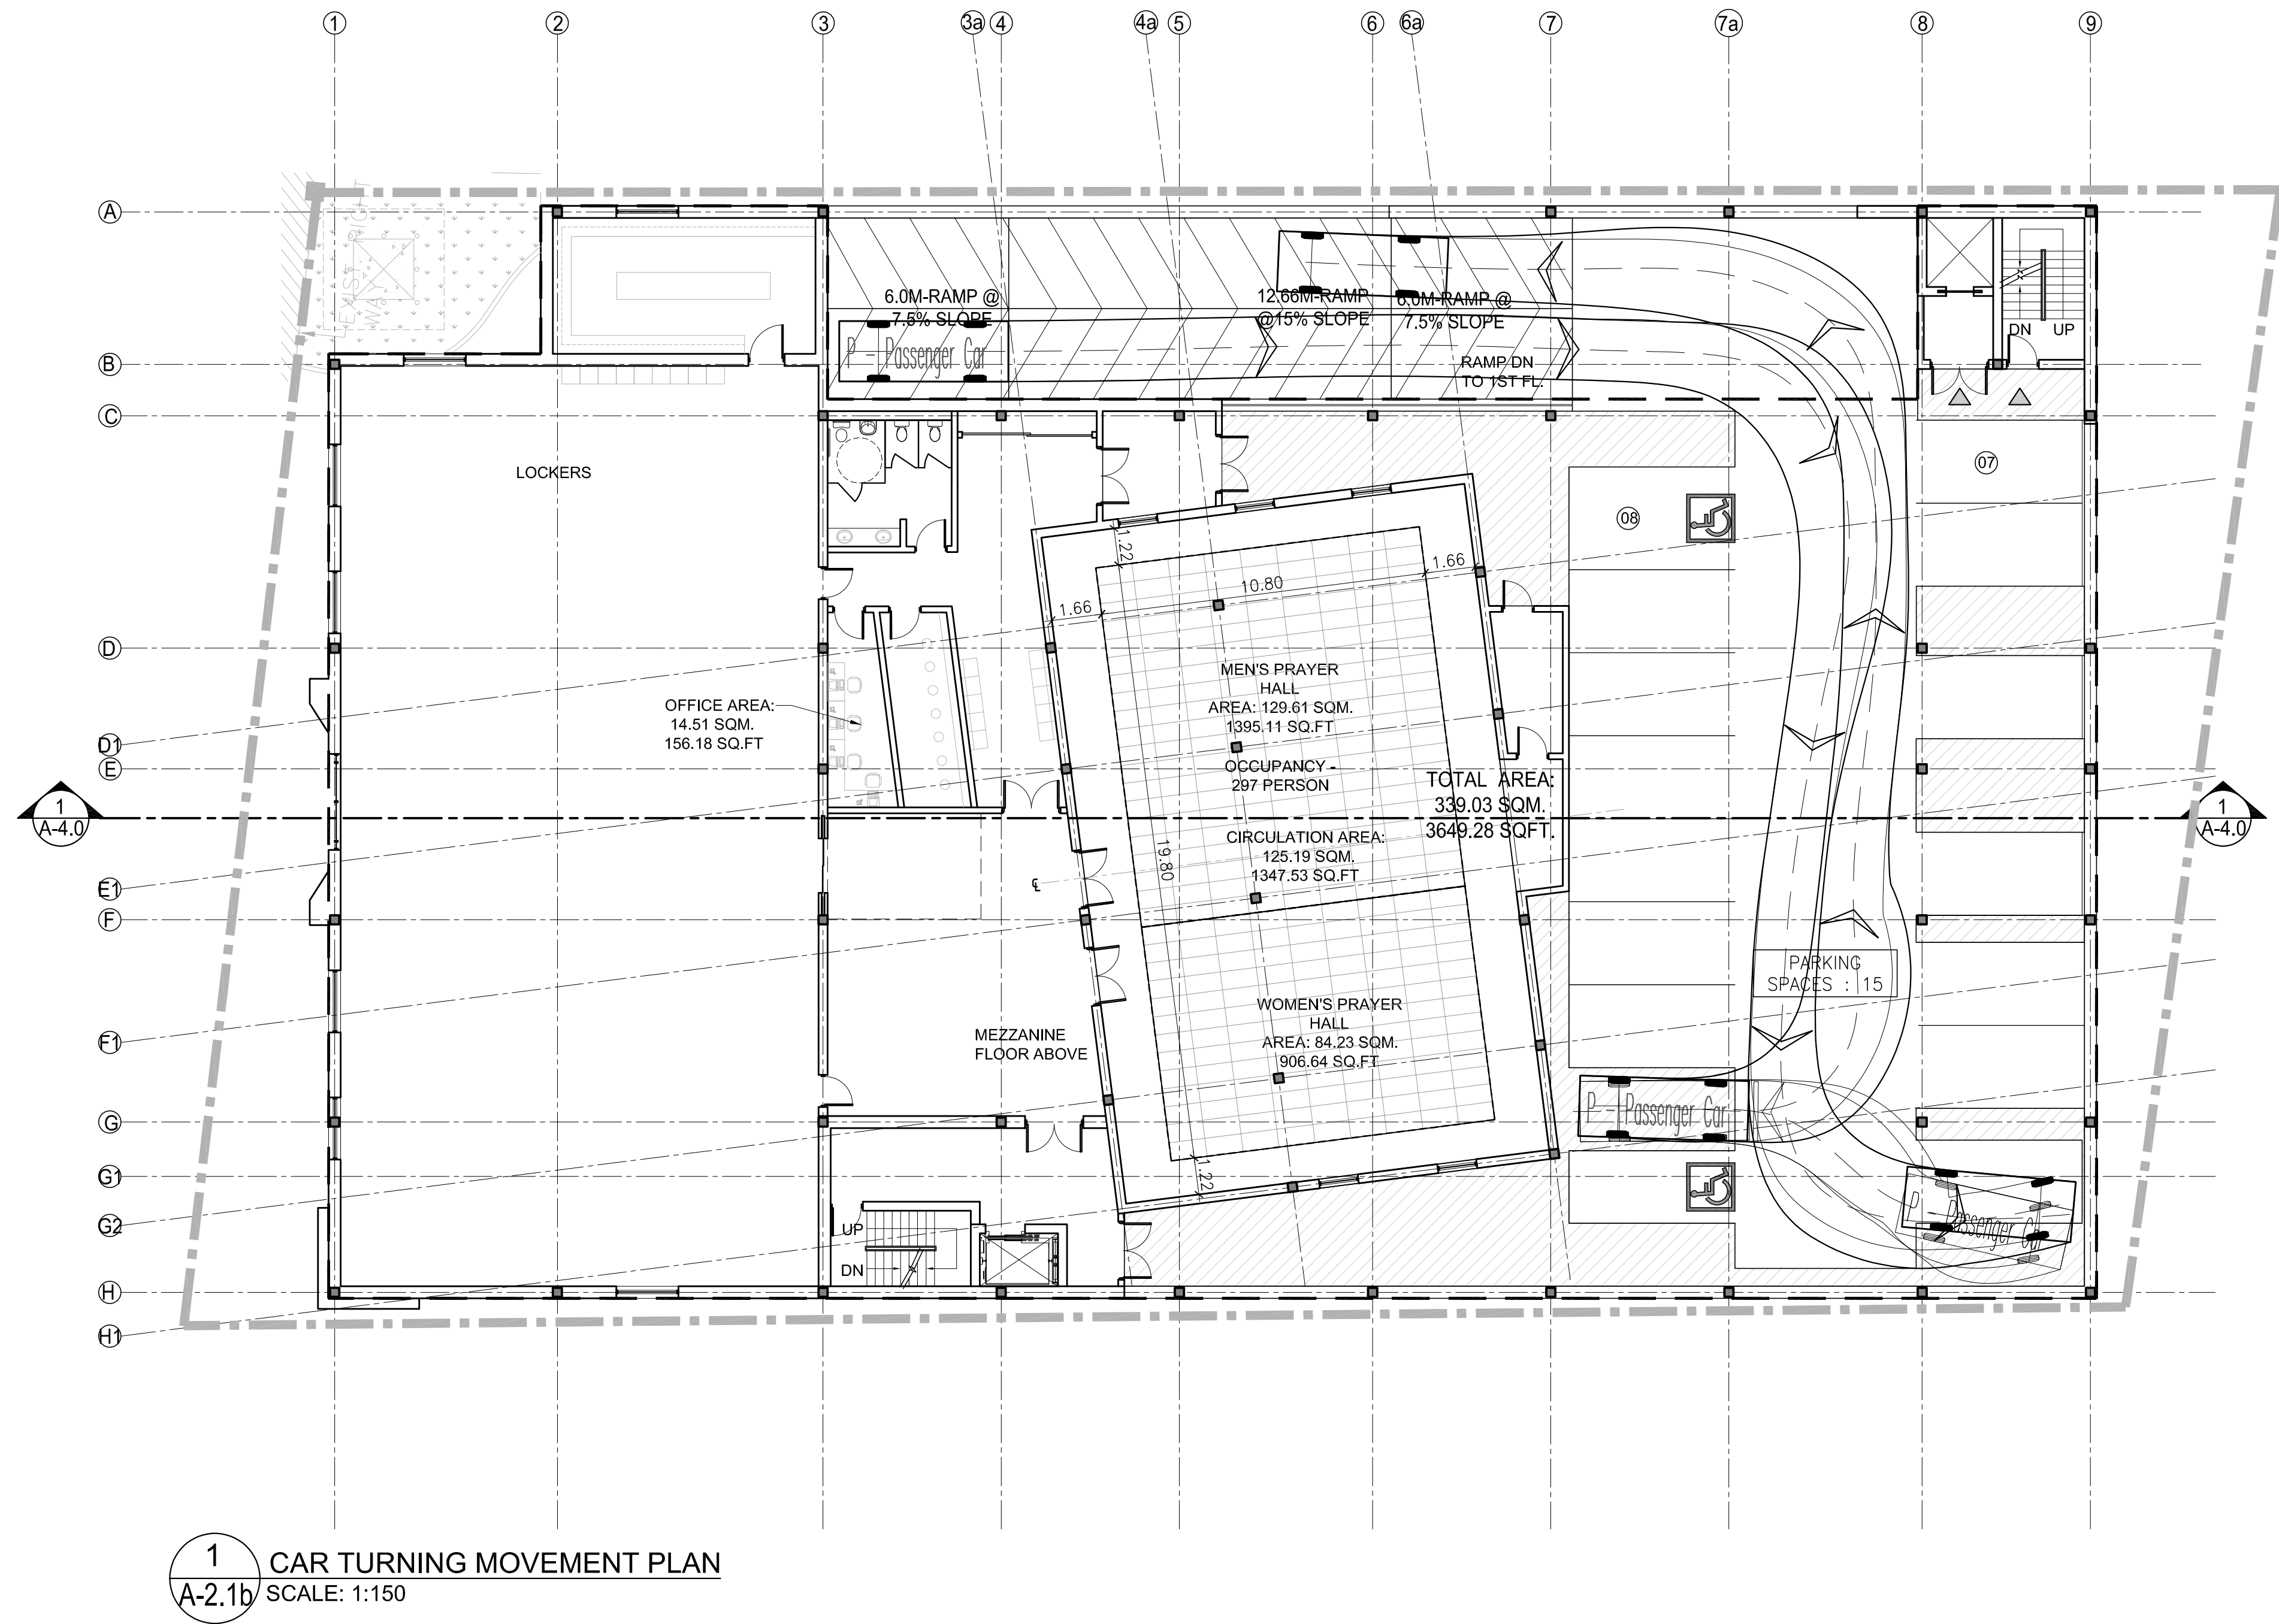 1
2
3
3a
4
4a
5
6
6a
7
7a
8
9
A
B
C
D
D1
E
E1
F
F1
G
G1
G2
H
H1
6.0M-RAMP @
7.5% SLOPE
12.66M-RAMP
@15% SLOPE
6.0M-RAMP @
7.5% SLOPE
RAMP DN
TO 1ST FL.
P - Passenger Car
DN UP
07
08
LOCKERS
1.22
1.66
10.80
1.66
19.80
1.22
OFFICE AREA:
14.51 SQM.
156.18 SQ.FT
MEN'S PRAYER
HALL
AREA: 129.61 SQM.
1395.11 SQ.FT
OCCUPANCY -
297 PERSON
TOTAL AREA:
339.03 SQM.
3649.28 SQFT.
CIRCULATION AREA:
125.19 SQM.
1347.53 SQ.FT
1
A-4.0
1
A-4.0
PARKING
SPACES : 15
WOMEN'S PRAYER
HALL
AREA: 84.23 SQM.
906.64 SQ.FT
MEZZANINE
FLOOR ABOVE
P - Passenger Car
P - Passenger Car
UP
DN
1
A-2.1b
CAR TURNING MOVEMENT PLAN
SCALE: 1:150